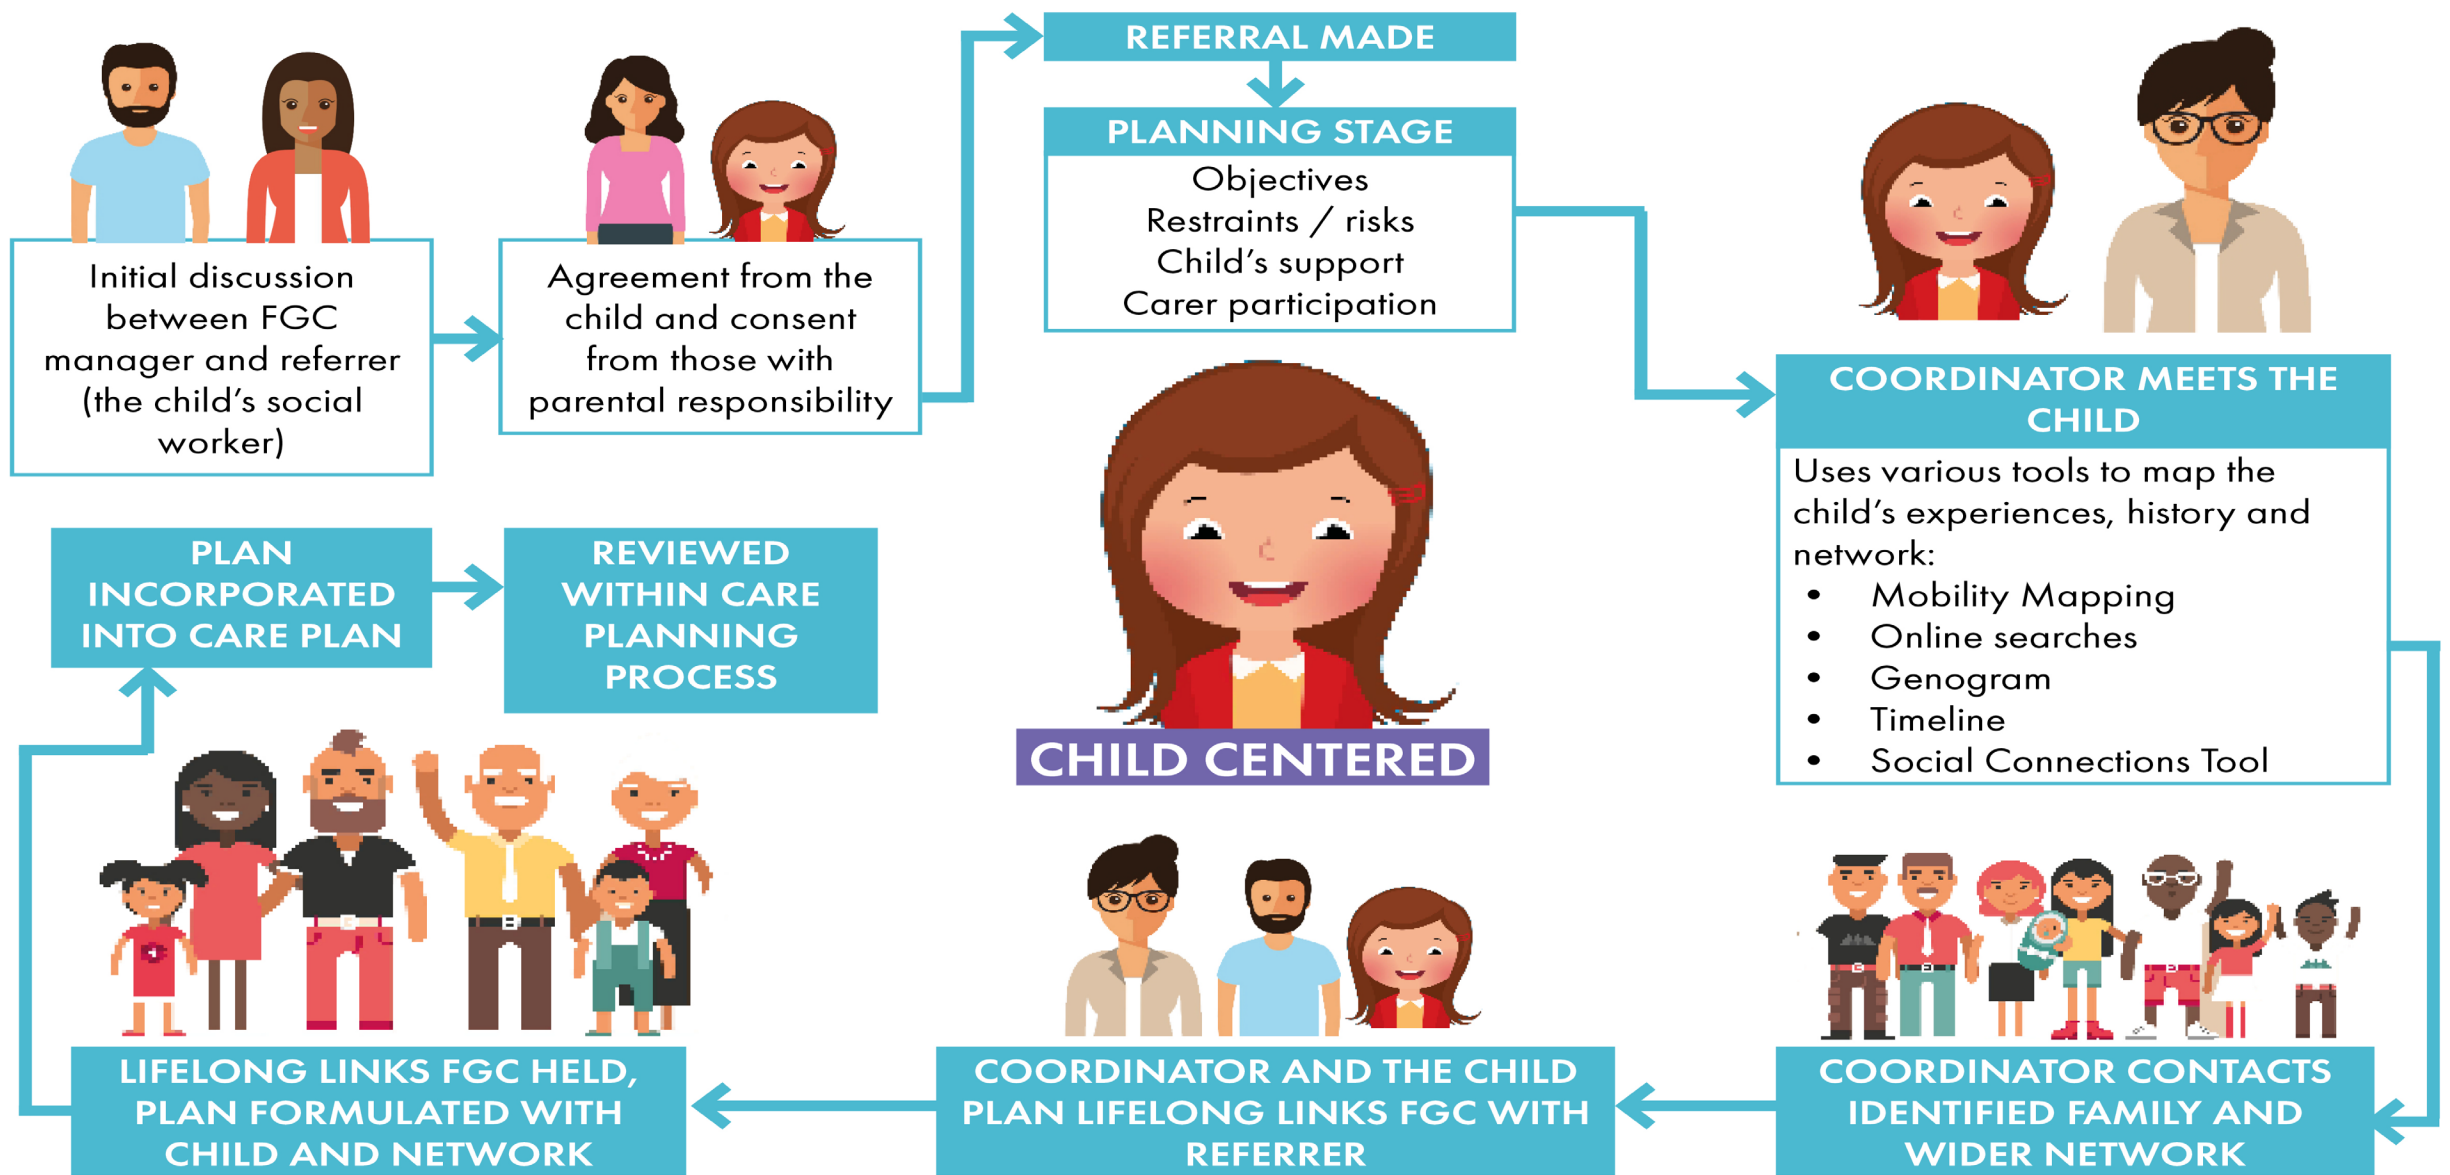 Initial discussion
between FGC
manager and referrer
(the child's social
worker)
Agreement from the
child and consent
from those with
parental responsibility
REFERRAL MADE
PLANNING STAGE
Objectives
Restraints / risks
Child's support
Carer participation
COORDINATOR MEETS THE
CHILD
Uses various tools to map the
child's experiences, history and
network:
• Mobility Mapping
• Online searches
• Genogram
• Timeline
• Social Connections Tool
COORDINATOR CONTACTS
IDENTIFIED FAMILY AND
WIDER NETWORK
COORDINATOR AND THE CHILD
PLAN LIFELONG LINKS FGC WITH
REFERRER
LIFELONG LINKS FGC HELD,
PLAN FORMULATED WITH
CHILD AND NETWORK
PLAN
INCORPORATED
INTO CARE PLAN
REVIEWED
WITHIN CARE
PLANNING
PROCESS
CHILD CENTERED